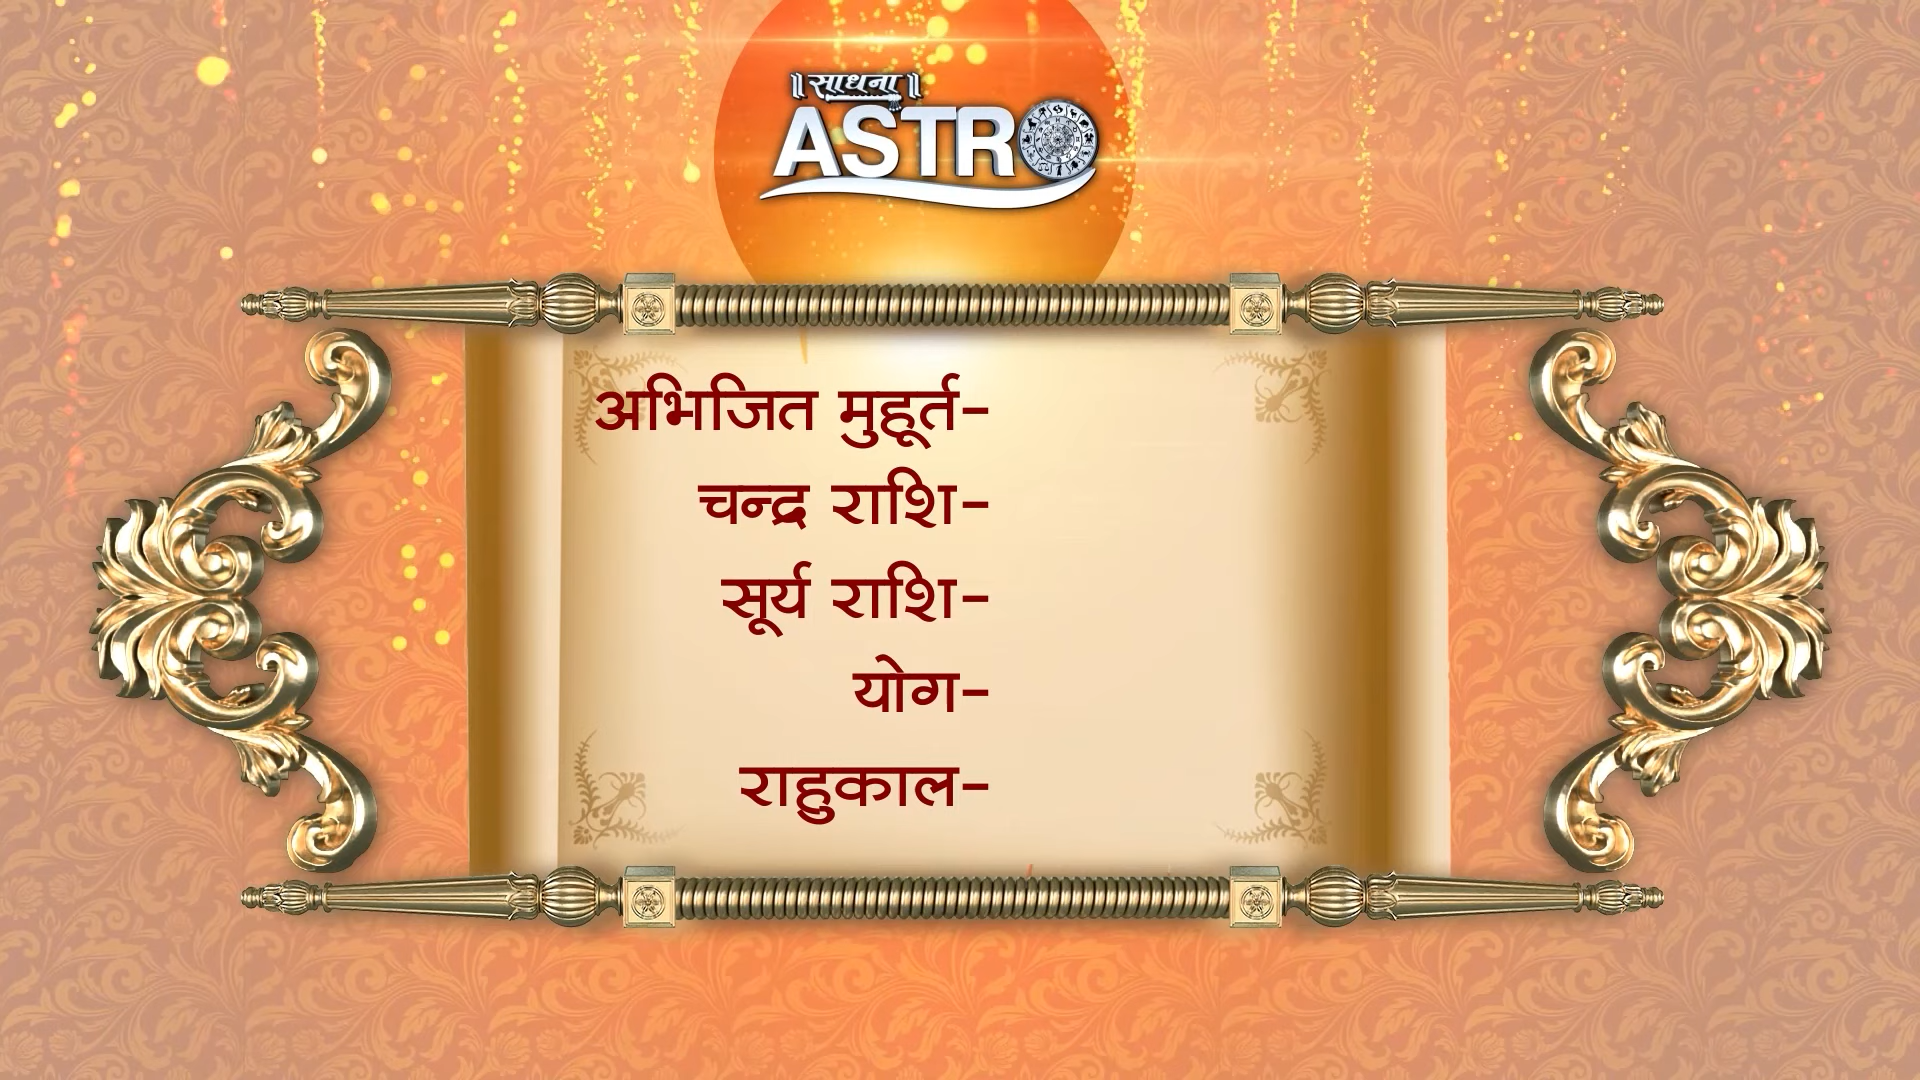 ॥ साधना ॥
ASTRO
अभिजित मुहूर्त-
चन्द्र राशि-
सूर्य राशि-
योग-
राहुकाल-